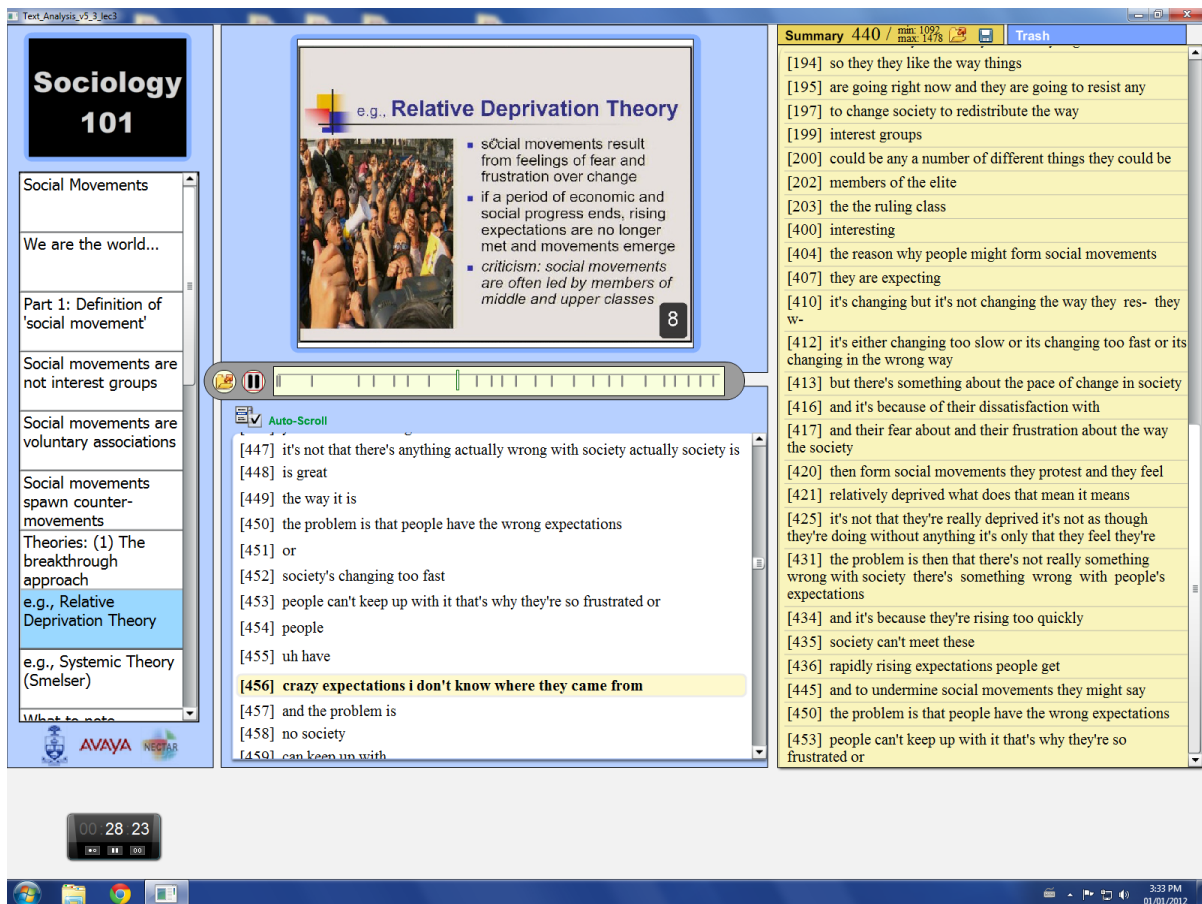 Text_Analysis_v5_3_lec3
Sociology
101
Social Movements
We are the world...
Part 1: Definition of
'social movement'
Social movements are
not interest groups
Social movements are
voluntary associations
Social movements
spawn counter-
movements
Theories: (1) The
breakthrough
approach
e.g., Relative
Deprivation Theory
e.g., Systemic Theory
(Smelser)
What to note
AVAYA NECTAR
e.g., Relative Deprivation Theory
social movements result
from feelings of fear and
frustration over change
if a period of economic and
social progress ends, rising
expectations are no longer
met and movements emerge
criticism: social movements
are often led by members of
middle and upper classes
8
Auto-Scroll
[447] it's not that there's anything actually wrong with society actually society is
[448] is great
[449] the way it is
[450] the problem is that people have the wrong expectations
[451] or
[452] society's changing too fast
[453] people can't keep up with it that's why they're so frustrated or
[454] people
[455] uh have
[456] crazy expectations i don't know where they came from
[457] and the problem is
[458] no society
[459] can keep up with
Summary 440 / min: 1092
max: 1478
Trash
[194] so they they like the way things
[195] are going right now and they are going to resist any
[197] to change society to redistribute the way
[199] interest groups
[200] could be any a number of different things they could be
[202] members of the elite
[203] the the ruling class
[400] interesting
[404] the reason why people might form social movements
[407] they are expecting
[410] it's changing but it's not changing the way they res- they
w-
[412] it's either changing too slow or its changing too fast or its
changing in the wrong way
[413] but there's something about the pace of change in society
[416] and it's because of their dissatisfaction with
[417] and their fear about and their frustration about the way
the society
[420] then form social movements they protest and they feel
[421] relatively deprived what does that mean it means
[425] it's not that they're really deprived it's not as though
they're doing without anything it's only that they feel they're
[431] the problem is then that there's not really something
wrong with society there's something wrong with people's
expectations
[434] and it's because they're rising too quickly
[435] society can't meet these
[436] rapidly rising expectations people get
[445] and to undermine social movements they might say
[450] the problem is that people have the wrong expectations
[453] people can't keep up with it that's why they're so
frustrated or
00:28:23
3:33 PM
01/01/2012